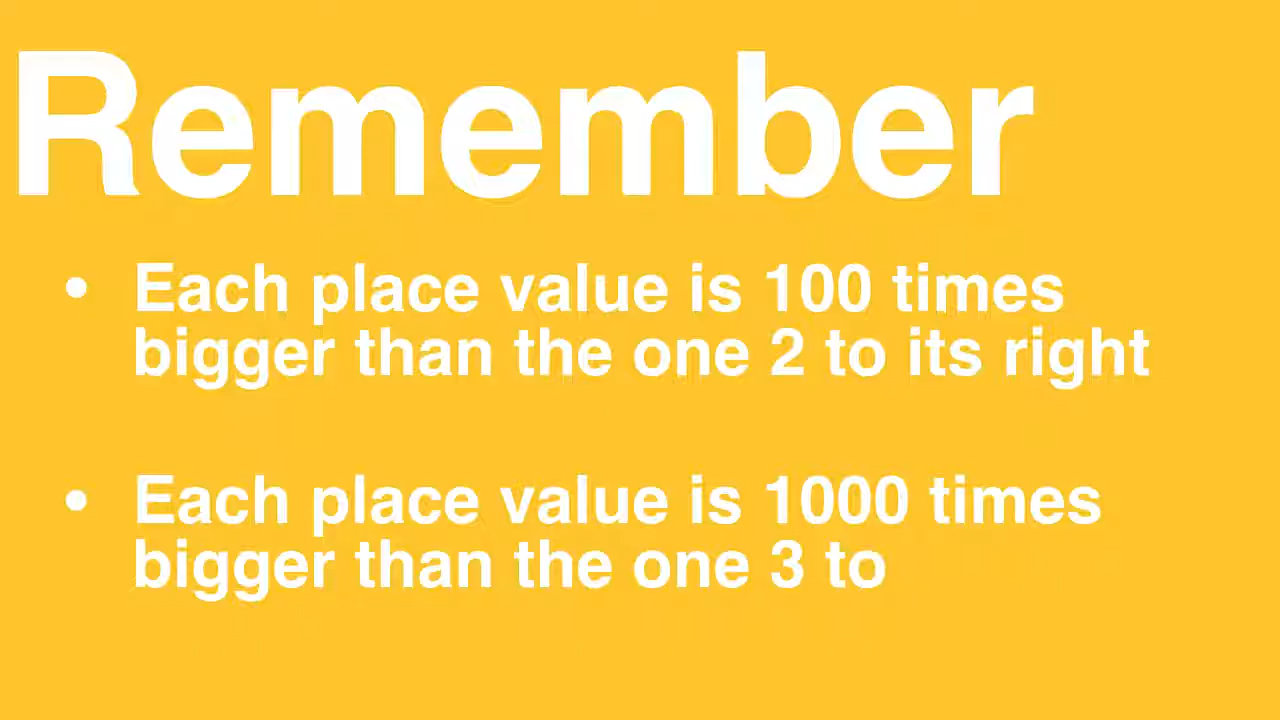 Remember
• Each place value is 100 times
bigger than the one 2 to its right
• Each place value is 1000 times
bigger than the one 3 to